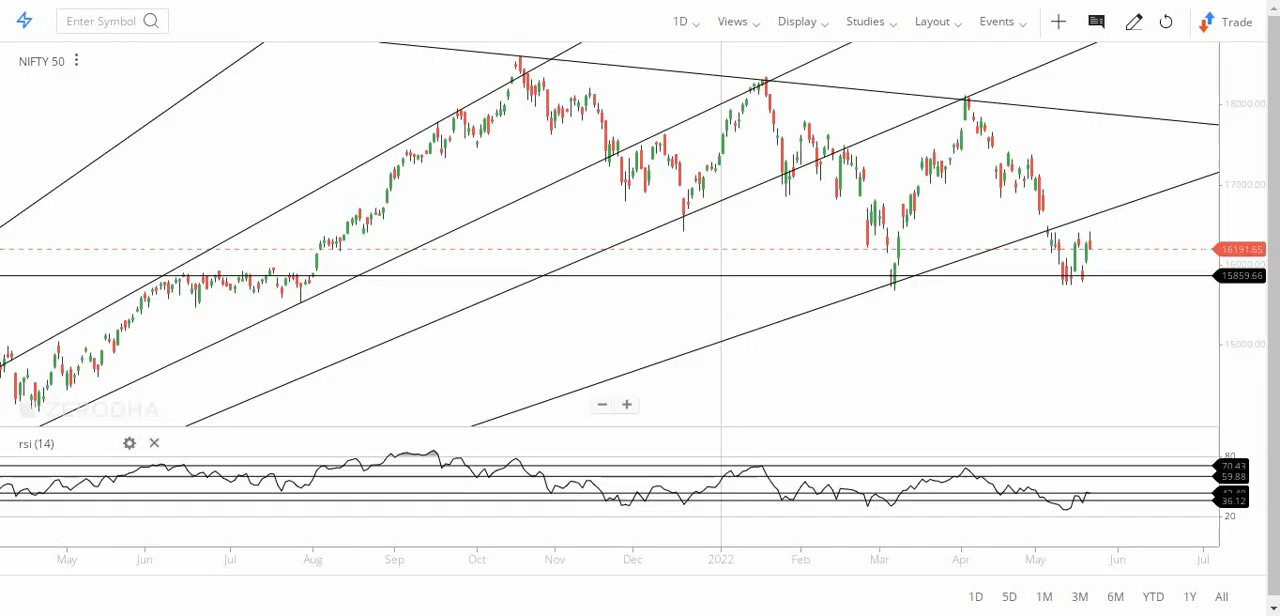 Enter Symbol 1D Views Display Studies Layout Events Trade
NIFTY 50
18000.00
17000.00
16191.65
16000.00
15859.66
15000.00
ZERODHA
rsi (14)
80
70.43
59.88
36.12
20
May Jun Jul Aug Sep Oct Nov Dec 2022 Feb Mar Apr May Jun Jul
1D 5D 1M 3M 6M YTD 1Y All